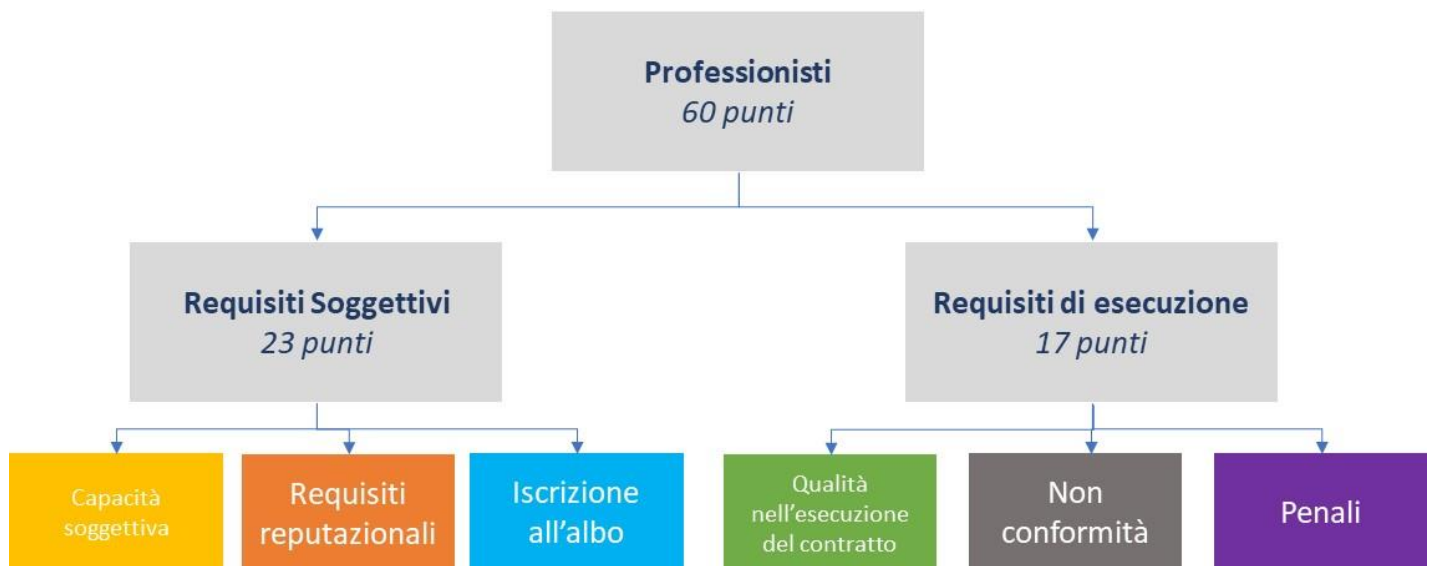 Professionisti
60 punti
Requisiti Soggettivi
23 punti
Requisiti di esecuzione
17 punti
Capacità
soggettiva
Requisiti
reputazionali
Iscrizione
all’albo
Qualità
nell’esecuzione
del contratto
Non
conformità
Penali